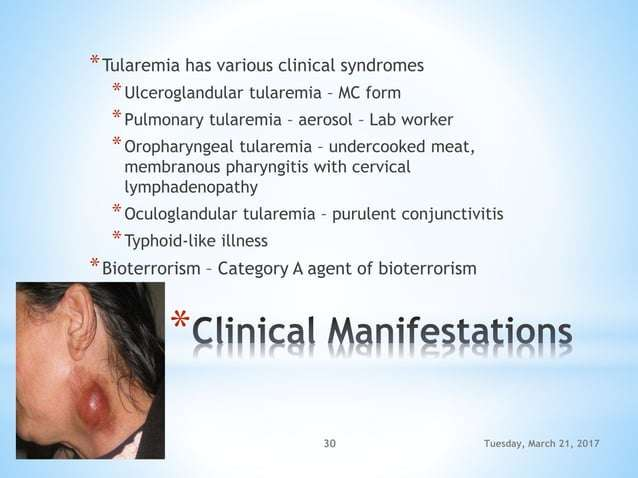 *Tularemia has various clinical syndromes
*Ulceroglandular tularemia – MC form
*Pulmonary tularemia – aerosol – Lab worker
*Oropharyngeal tularemia – undercooked meat,
membranous pharyngitis with cervical
lymphadenopathy
*Oculoglandular tularemia – purulent conjunctivitis
*Typhoid-like illness
*Bioterrorism – Category A agent of bioterrorism
*Clinical Manifestations
30
Tuesday, March 21, 2017